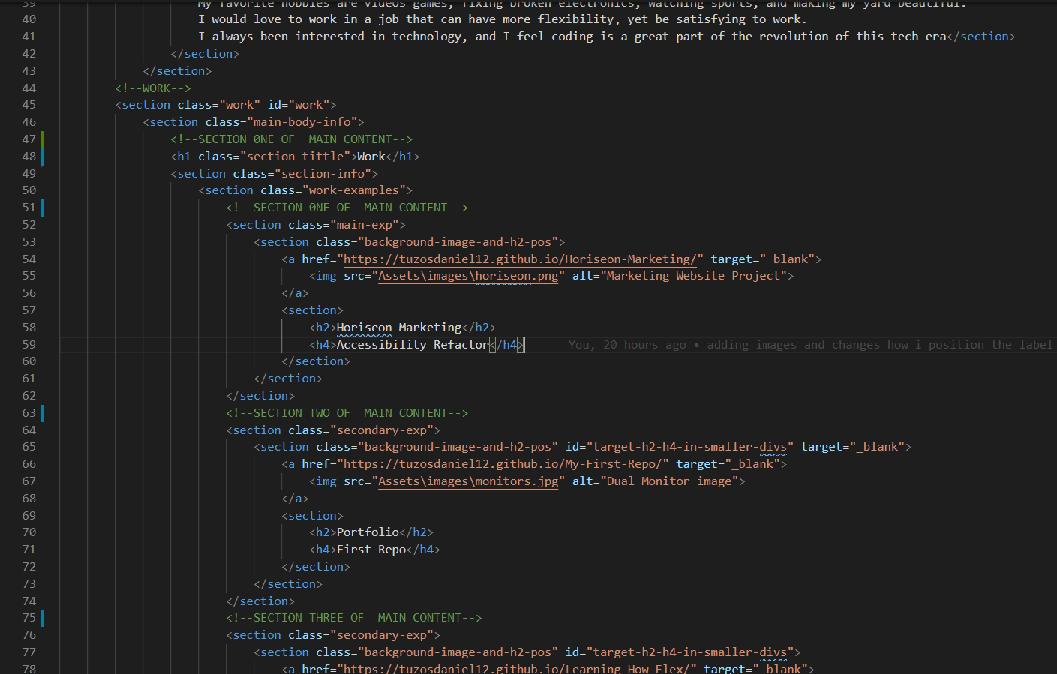 39 My favorite hobbies are videos games, fixing broken electronics, watching sports, and making my yard beautiful.
40 I would love to work in a job that can have more flexibility, yet be satisfying to work.
41 I always been interested in technology, and I feel coding is a great part of the revolution of this tech era</section>
42 </section>
43 </section>
44 <!--WORK-->
45 <section class="work" id="work">
46 <section class="main-body-info">
47 <!--SECTION ONE OF  MAIN CONTENT-->
48 <h1 class="section tittle">Work</h1>
49 <section class="section-info">
50 <section class="work-examples">
51 <!--SECTION ONE OF  MAIN CONTENT-->
52 <section class="main-exp">
53 <section class="background-image-and-h2-pos">
54 <a href="https://tuzosdaniel12.github.io/Horiseon-Marketing/" target="_blank">
55 <img src="Assets\images\horiseon.png" alt="Marketing Website Project">
56 </a>
57 <section>
58 <h2>Horiseon Marketing</h2>
59 <h4>Accessibility Refactor</h4> You, 20 hours ago • adding images and changes how i position the label
60 </section>
61 </section>
62 </section>
63 <!--SECTION TWO OF  MAIN CONTENT-->
64 <section class="secondary-exp">
65 <section class="background-image-and-h2-pos" id="target-h2-h4-in-smaller-divs" target="_blank">
66 <a href="https://tuzosdaniel12.github.io/My-First-Repo/" target="_blank">
67 <img src="Assets\images\monitors.jpg" alt="Dual Monitor image">
68 </a>
69 <section>
70 <h2>Portfolio</h2>
71 <h4>First Repo</h4>
72 </section>
73 </section>
74 </section>
75 <!--SECTION THREE OF  MAIN CONTENT-->
76 <section class="secondary-exp">
77 <section class="background-image-and-h2-pos" id="target-h2-h4-in-smaller-divs">
78 <a href="https://tuzosdaniel12.github.io/Learning_How_Flex/" target="_blank">